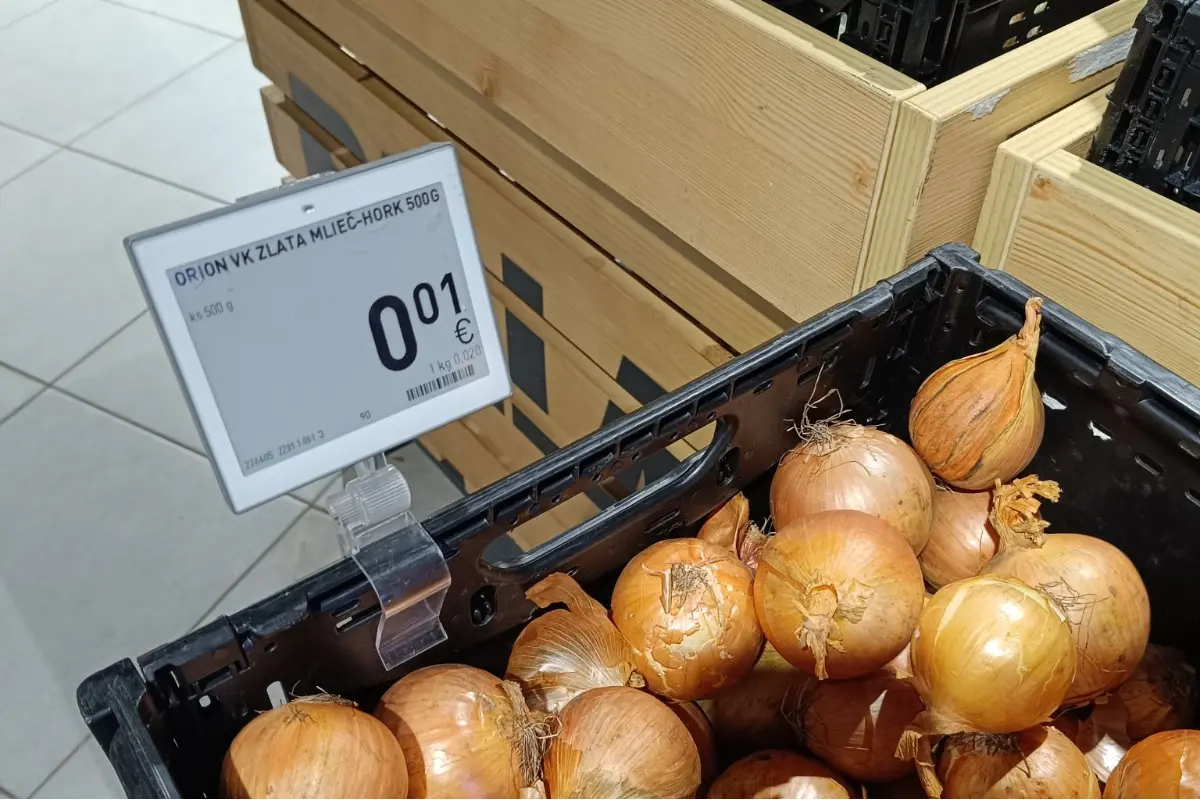 ORION VK ZLATA MLIEČ-HORK 500G
ks 500 g
0.01
€
1 kg 0.020
90